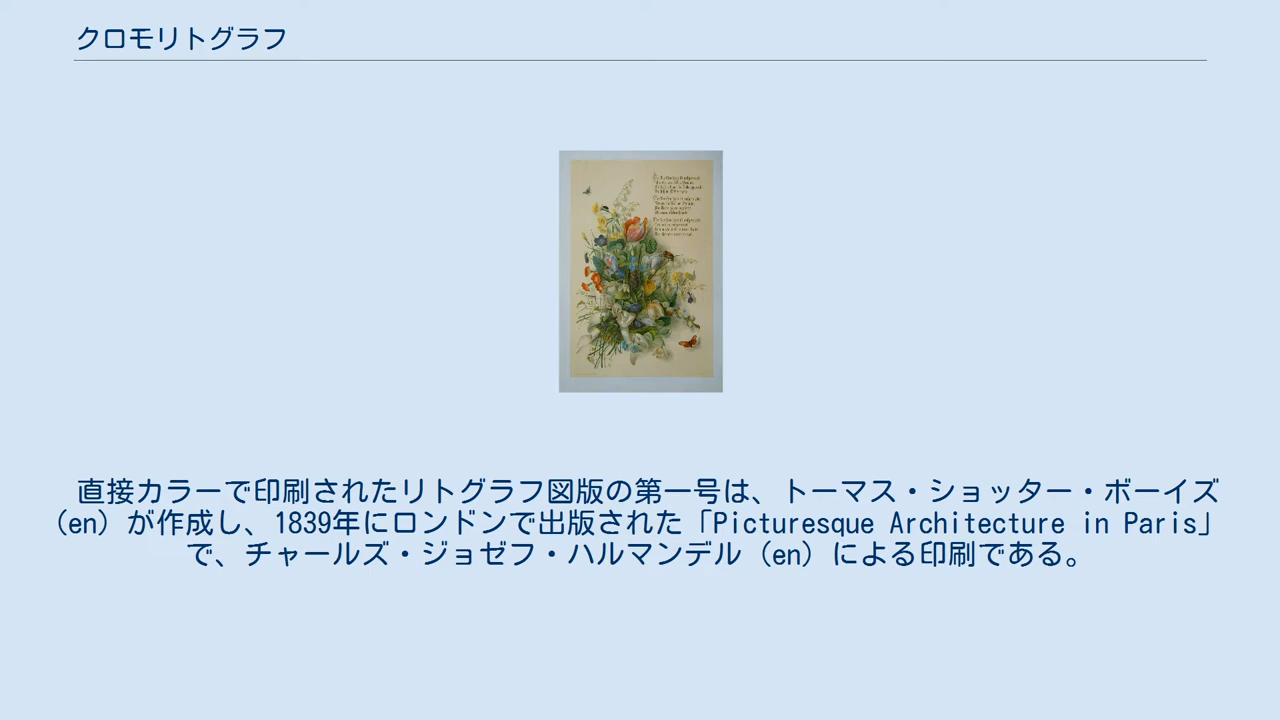 クロモリトグラフ
直接カラーで印刷されたリトグラフ図版の第一号は、トーマス・ショッター・ボーイズ
（en）が作成し、1839年にロンドンで出版された「Picturesque Architecture in Paris」
で、チャールズ・ジョゼフ・ハルマンデル（en）による印刷である。